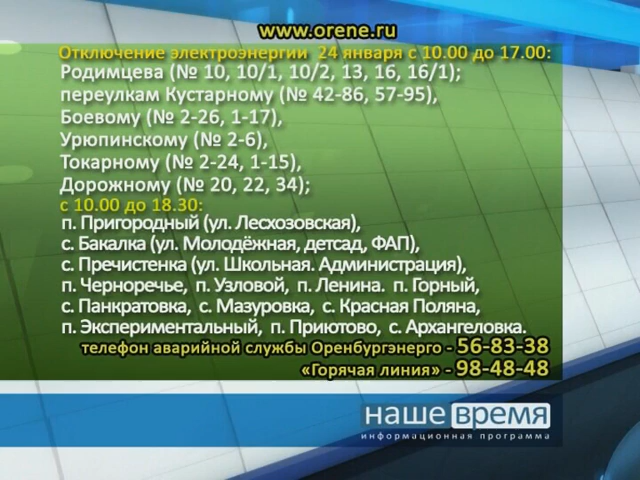 www.orene.ru
Отключение электроэнергии 24 января с 10.00 до 17.00:
Родимцева (№ 10, 10/1, 10/2, 13, 16, 16/1);
переулкам Кустарному (№ 42-86, 57-95),
Боевому (№ 2-26, 1-17),
Урюпинскому (№ 2-6),
Токарному (№ 2-24, 1-15),
Дорожному (№ 20, 22, 34);
с 10.00 до 18.30:
п. Пригородный (ул. Лесхозовская),
с. Бакалка (ул. Молодёжная, детсад, ФАП),
с. Пречистенка (ул. Школьная. Администрация),
п. Черноречье, п. Узловой, п. Ленина. п. Горный,
с. Панкратовка, с. Мазуровка, с. Красная Поляна,
п. Экспериментальный, п. Приютово, с. Архангеловка.
телефон аварийной службы Оренбургэнерго - 56-83-38
«Горячая линия» - 98-48-48
наше время
информационная программа